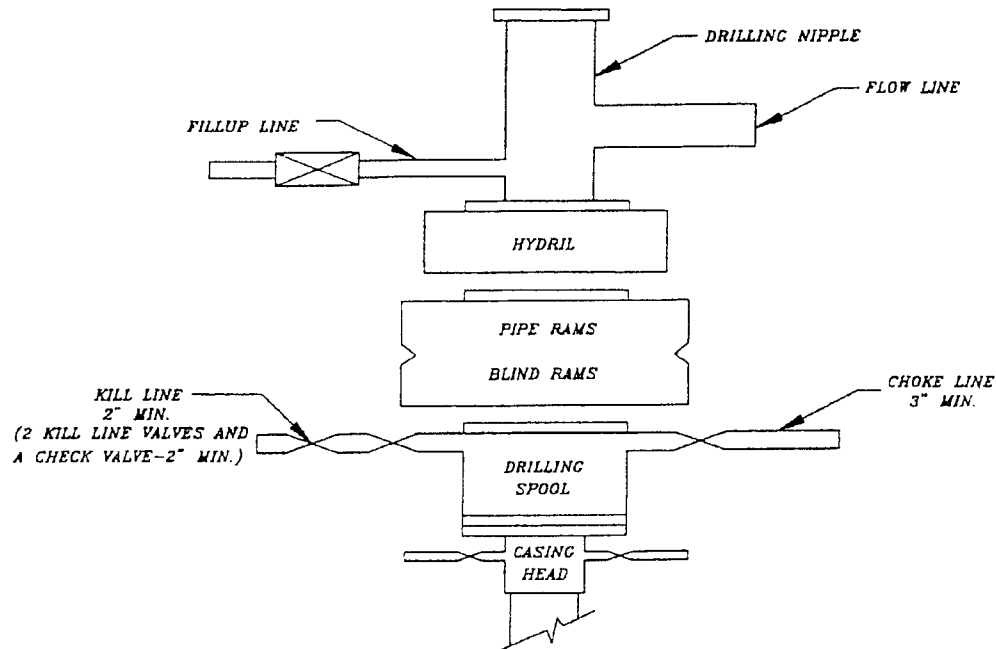 DRILLING NIPPLE
FLOW LINE
FILLUP LINE
HYDRIL
PIPE RAMS
BLIND RAMS
KILL LINE
2" MIN.
(2 KILL LINE VALVES AND
A CHECK VALVE-2" MIN.)
CHOKE LINE
3" MIN.
DRILLING
SPOOL
CASING
HEAD